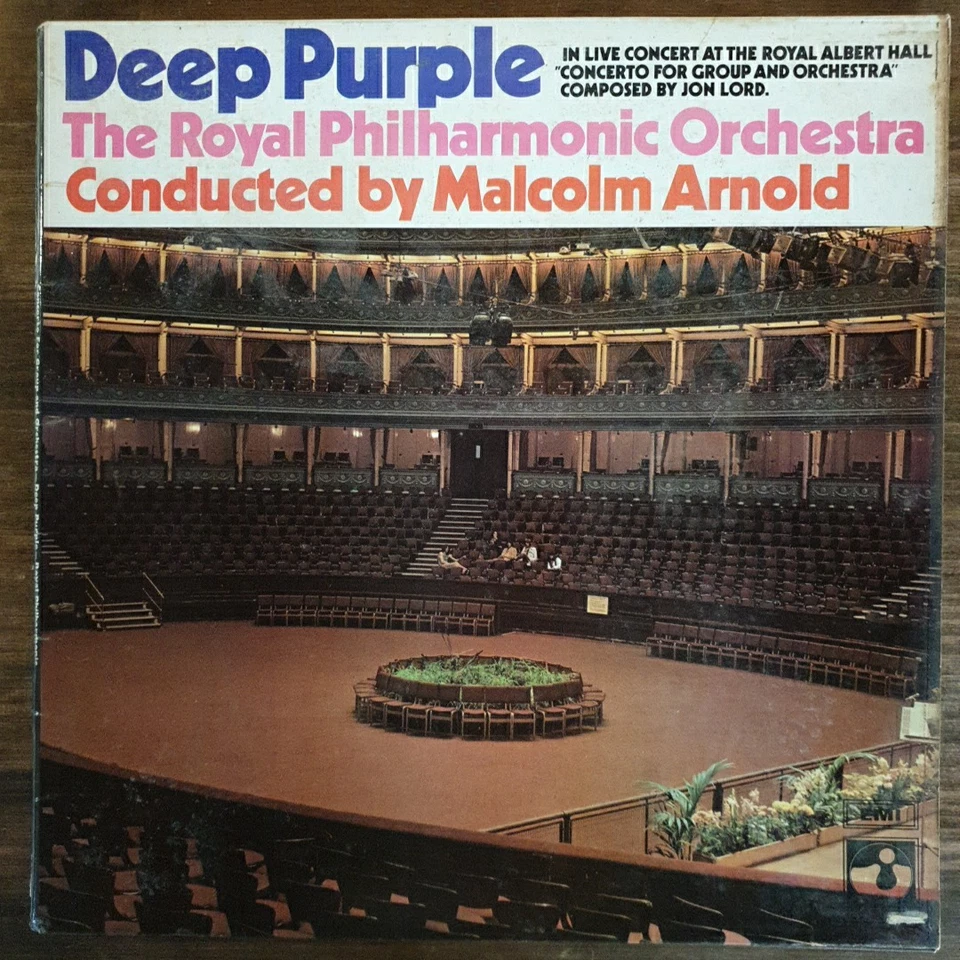 Deep Purple
IN LIVE CONCERT AT THE ROYAL ALBERT HALL
"CONCERTO FOR GROUP AND ORCHESTRA"
COMPOSED BY JON LORD.
The Royal Philharmonic Orchestra
Conducted by Malcolm Arnold
EMI